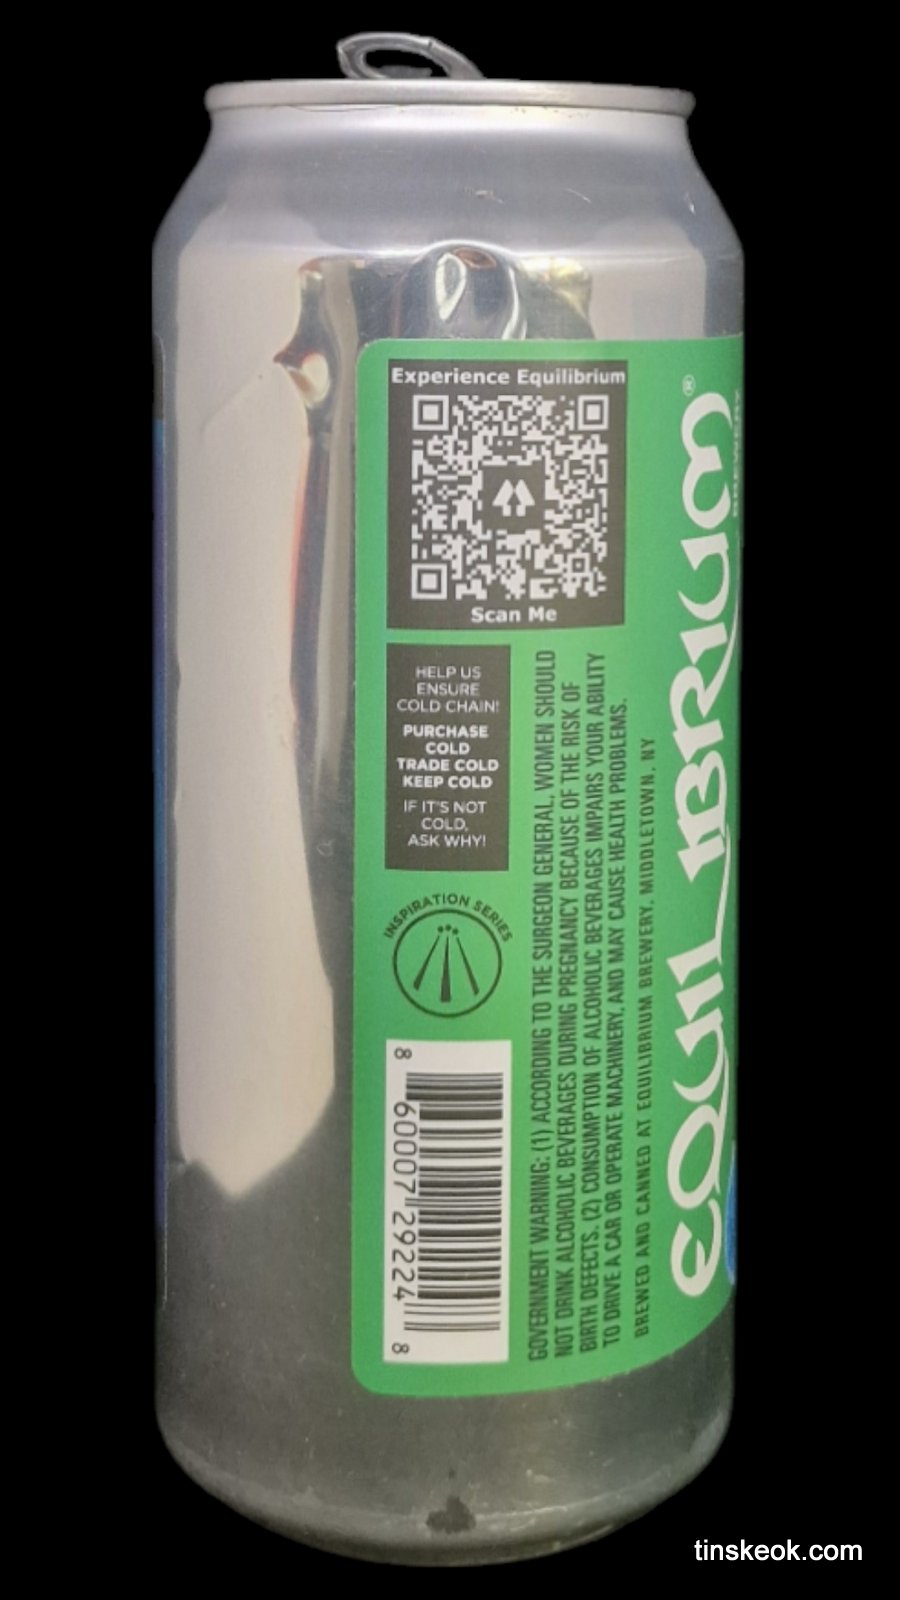 Experience Equilibrium
Scan Me
HELP US
ENSURE
COLD CHAIN!
PURCHASE
COLD
TRADE COLD
KEEP COLD
IF IT'S NOT
COLD,
ASK WHY!
INSPIRATION SERIES
8 60007 29224 8
GOVERNMENT WARNING: (1) ACCORDING TO THE SURGEON GENERAL, WOMEN SHOULD
NOT DRINK ALCOHOLIC BEVERAGES DURING PREGNANCY BECAUSE OF THE RISK OF
BIRTH DEFECTS. (2) CONSUMPTION OF ALCOHOLIC BEVERAGES IMPAIRS YOUR ABILITY
TO DRIVE A CAR OR OPERATE MACHINERY, AND MAY CAUSE HEALTH PROBLEMS.
BREWED AND CANNED AT EQUILIBRIUM BREWERY, MIDDLETOWN, NY
EQUILIBRIUM®
BREWERY
tinskeok.com